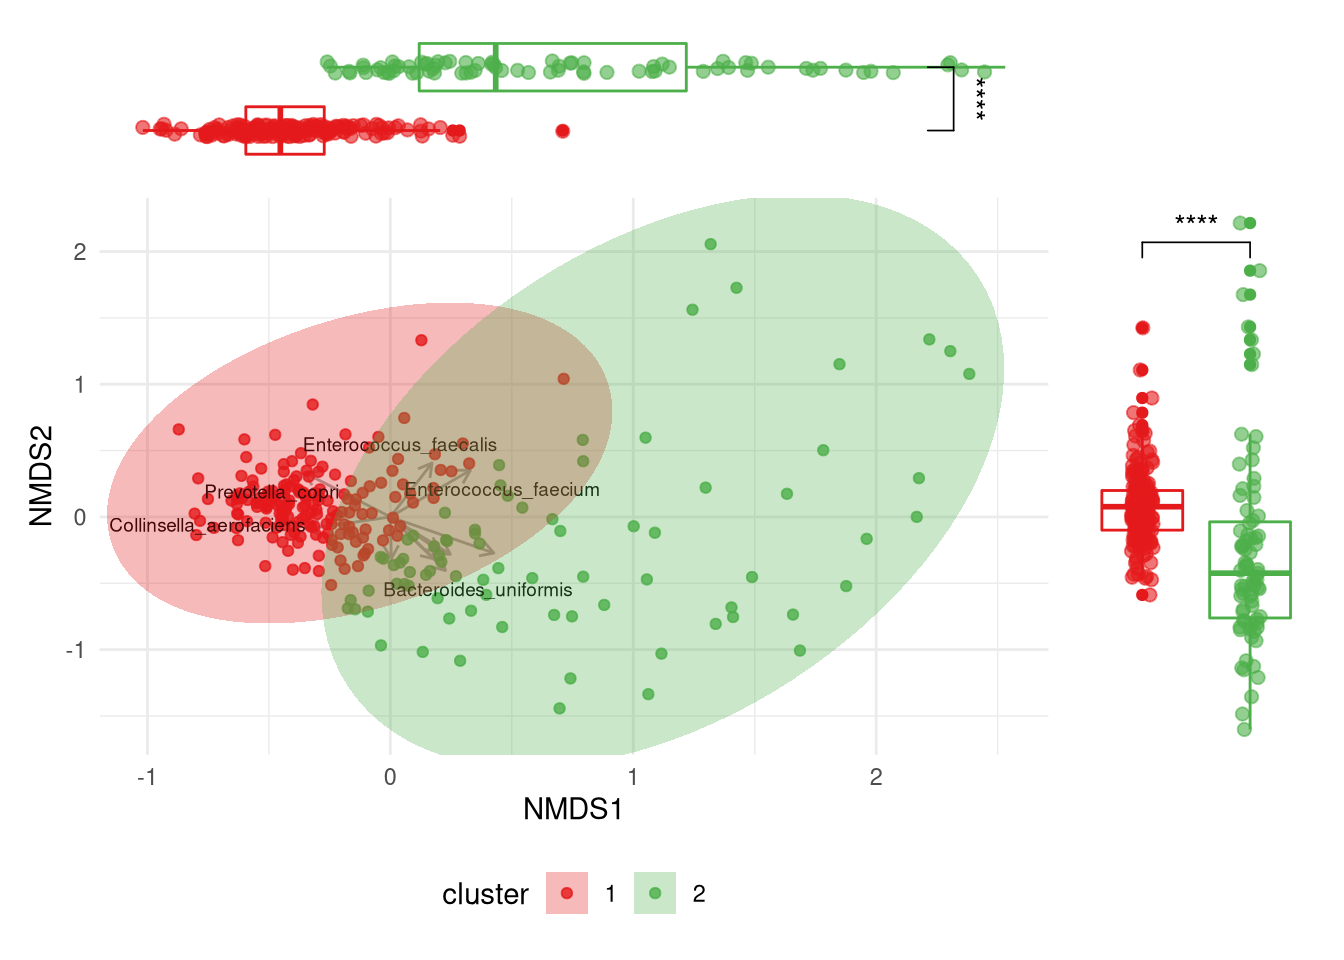 ****
****
2
1
0
-1
NMDS2
Enterococcus_faecalis
Prevotella_copri
Enterococcus_faecium
Collinsella_aerofaciens
Bacteroides_uniformis
-1 0 1 2
NMDS1
cluster 1 2